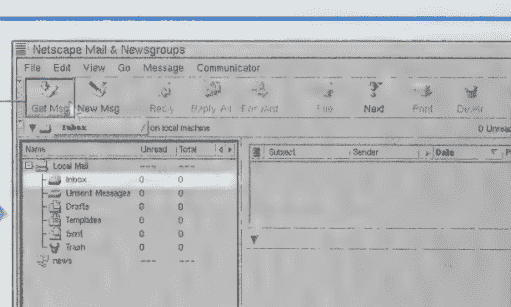 Netscape Mail & Newsgroups
File Edit View Go Message Communicator
Get Msg New Msg Reply Reply All Forward File Next Print Delete
Inbox on local machine 0 Unread
Name Unread Total Subject Sender Date
Local Mail --- ---
Inbox 0 0
Unsent Messages 0 0
Drafts 0 0
Templates 0 0
Sent 0 0
Trash 0 0
news --- ---